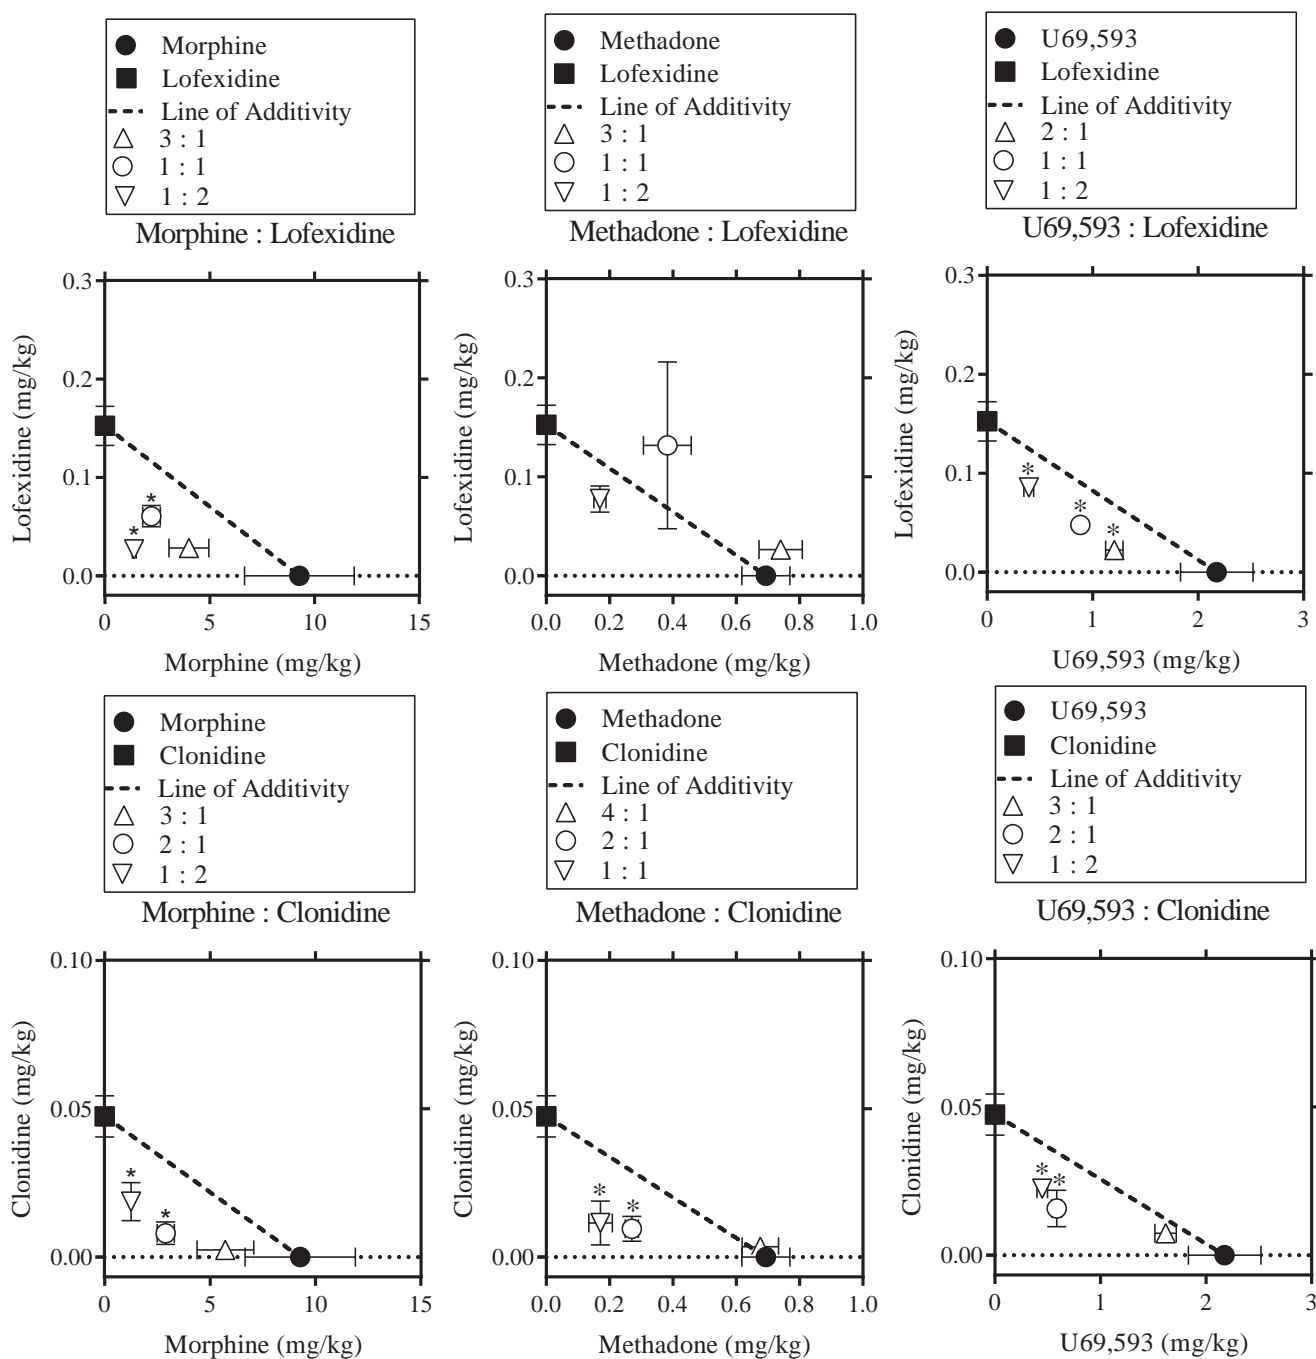 Morphine
Lofexidine
Line of Additivity
3 : 1
1 : 1
1 : 2
Morphine : Lofexidine
0.3
0.2
0.1
0.0
Lofexidine (mg/kg)
*
*
0
5
10
15
Morphine (mg/kg)
Methadone
Lofexidine
Line of Additivity
3 : 1
1 : 1
1 : 2
Methadone : Lofexidine
0.3
0.2
0.1
0.0
Lofexidine (mg/kg)
0.0
0.2
0.4
0.6
0.8
1.0
Methadone (mg/kg)
U69,593
Lofexidine
Line of Additivity
2 : 1
1 : 1
1 : 2
U69,593 : Lofexidine
0.3
0.2
0.1
0.0
Lofexidine (mg/kg)
*
*
*
0
1
2
3
U69,593 (mg/kg)
Morphine
Clonidine
Line of Additivity
3 : 1
2 : 1
1 : 2
Morphine : Clonidine
0.10
0.05
0.00
Clonidine (mg/kg)
*
*
0
5
10
15
Morphine (mg/kg)
Methadone
Clonidine
Line of Additivity
4 : 1
2 : 1
1 : 1
Methadone : Clonidine
0.10
0.05
0.00
Clonidine (mg/kg)
*
*
0.0
0.2
0.4
0.6
0.8
1.0
Methadone (mg/kg)
U69,593
Clonidine
Line of Additivity
3 : 1
2 : 1
1 : 2
U69,593 : Clonidine
0.10
0.05
0.00
Clonidine (mg/kg)
*
*
0
1
2
3
U69,593 (mg/kg)